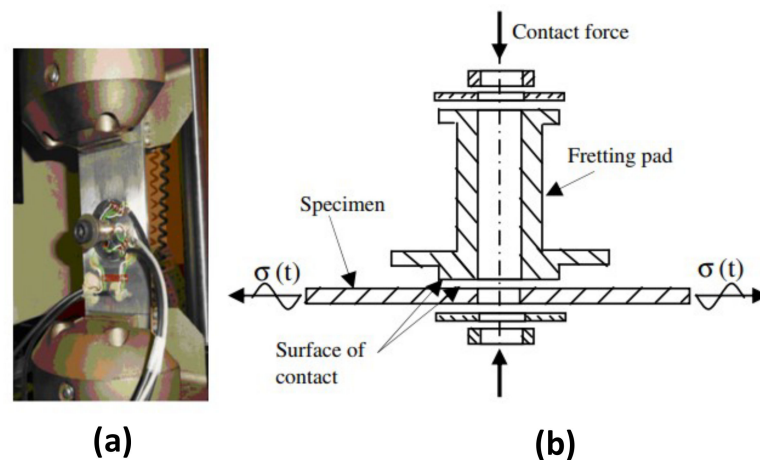 Contact force
Fretting pad
Specimen
σ (t)
σ (t)
Surface of
contact
(a)
(b)